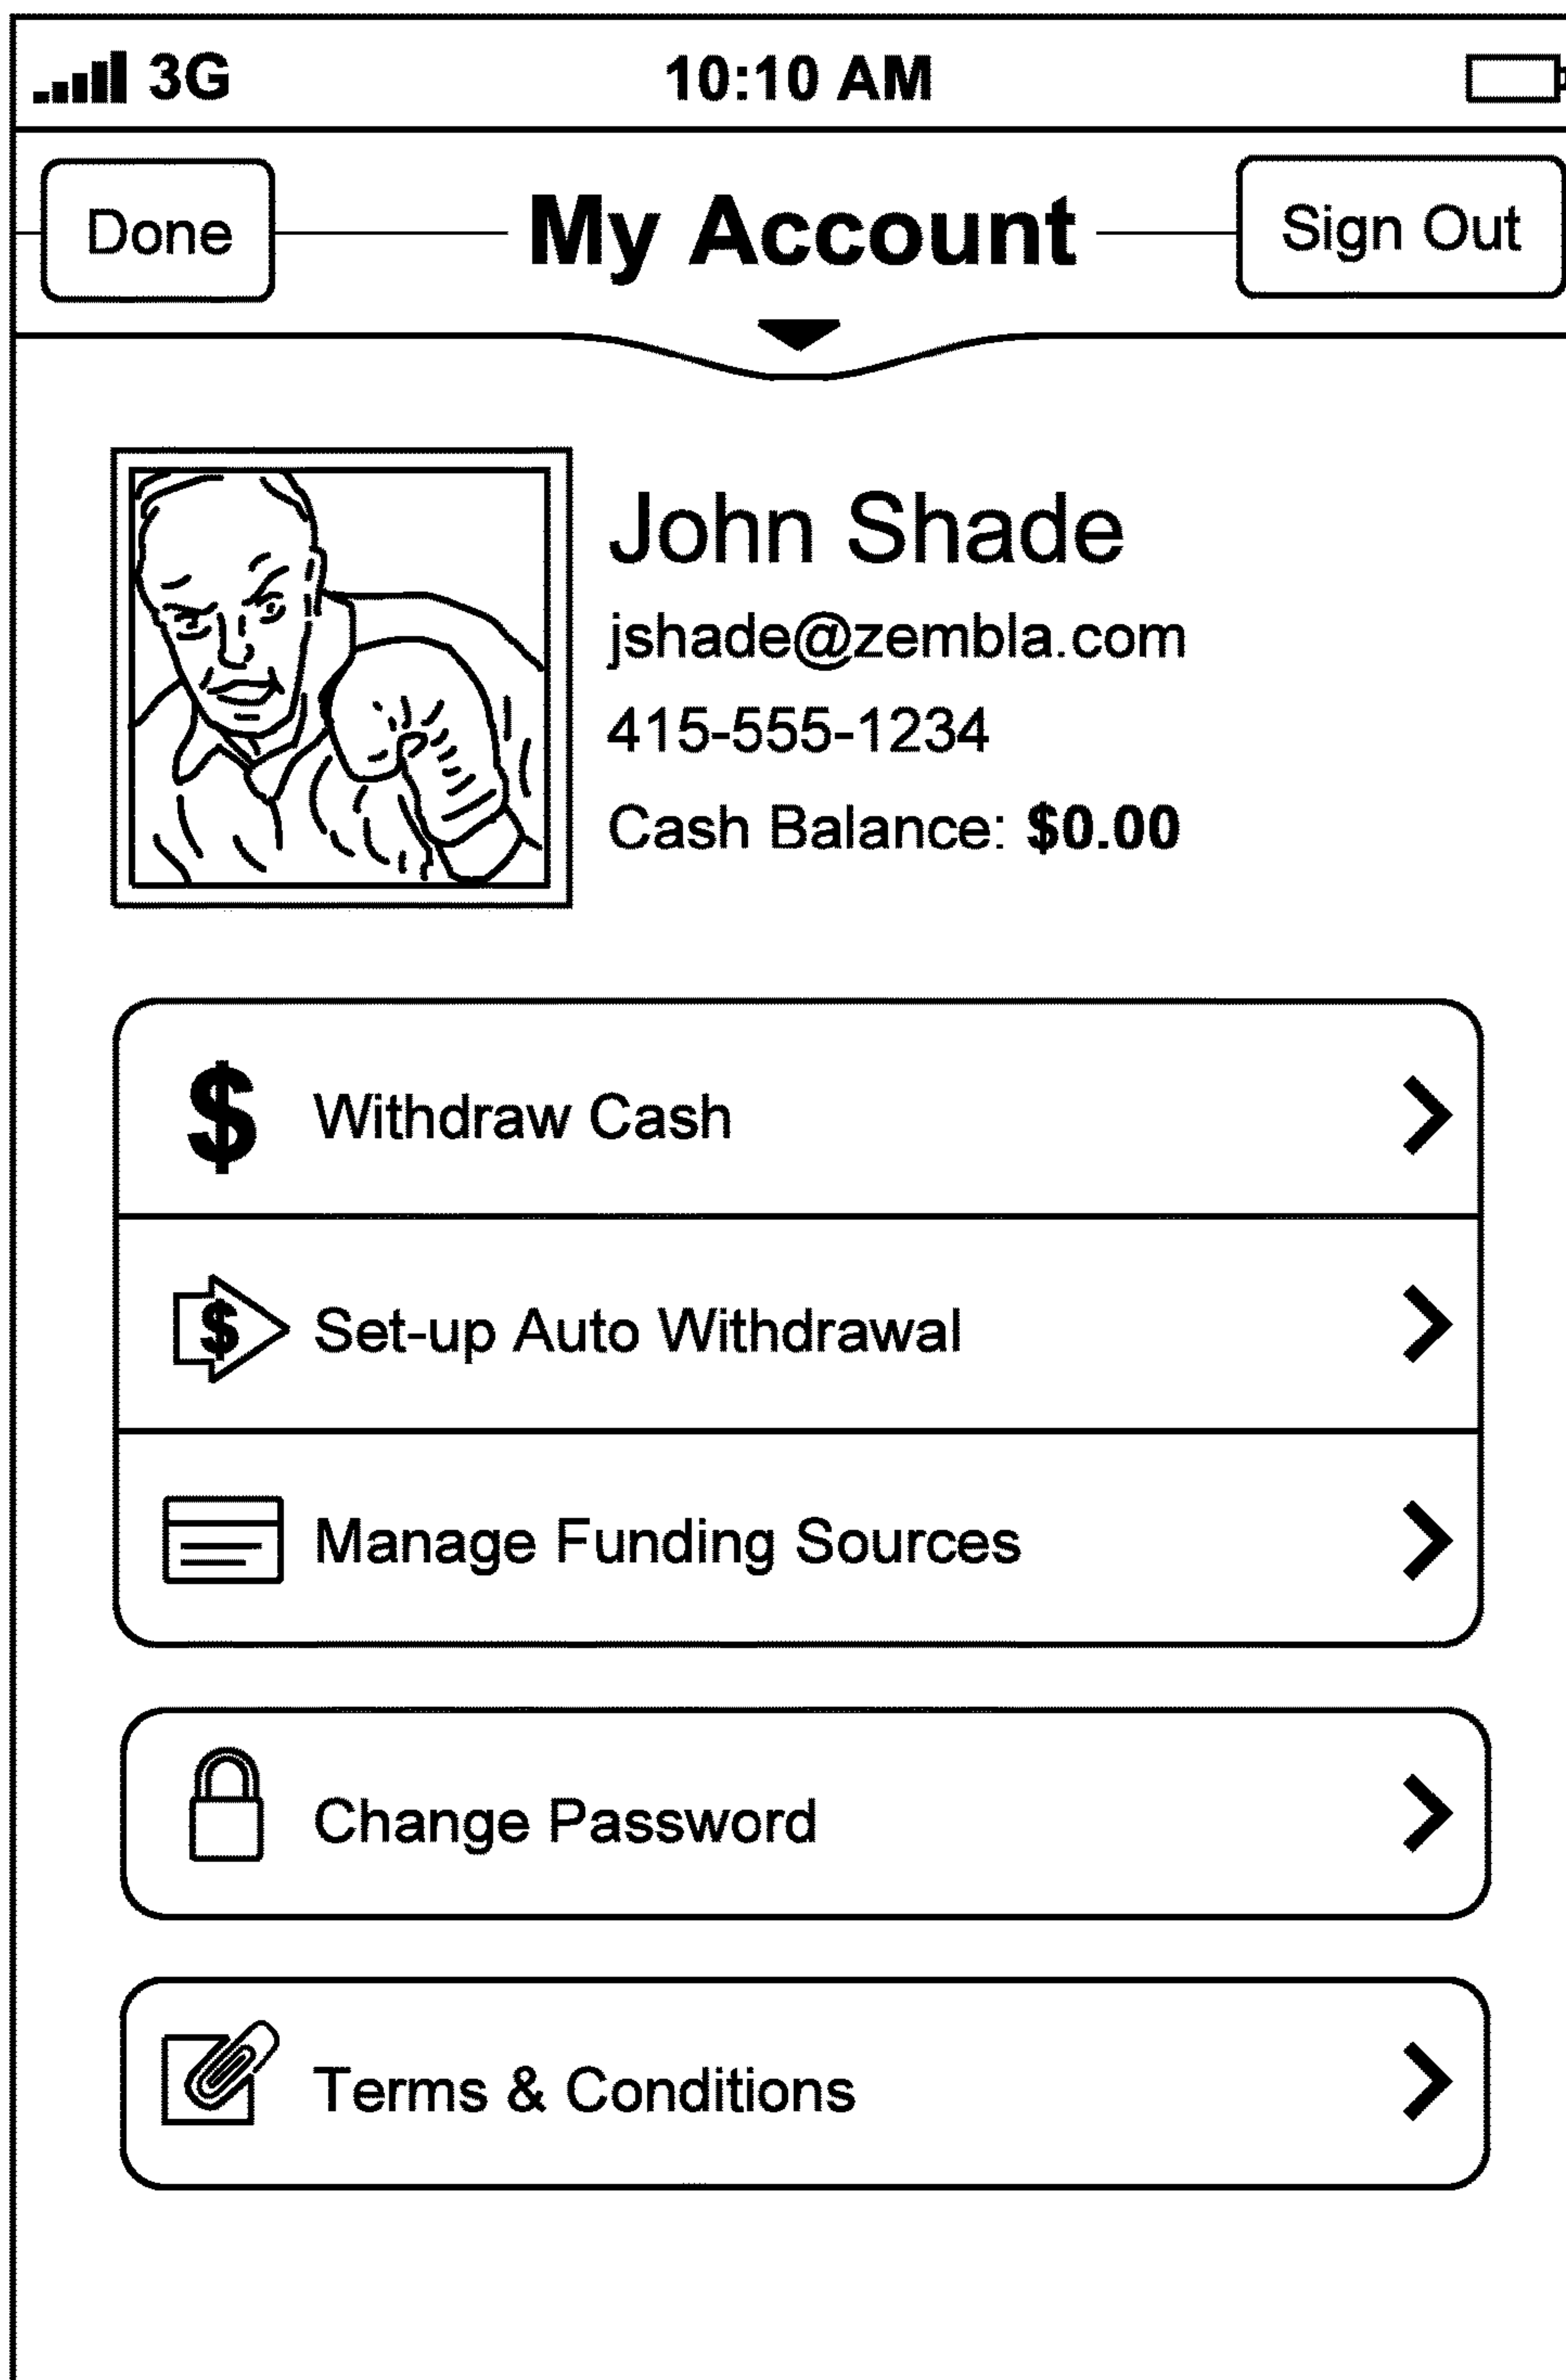 3G 10:10 AM
Done My Account Sign Out
John Shade
jshade@zembla.com
415-555-1234
Cash Balance: $0.00
$ Withdraw Cash
$ Set-up Auto Withdrawal
Manage Funding Sources
Change Password
Terms & Conditions